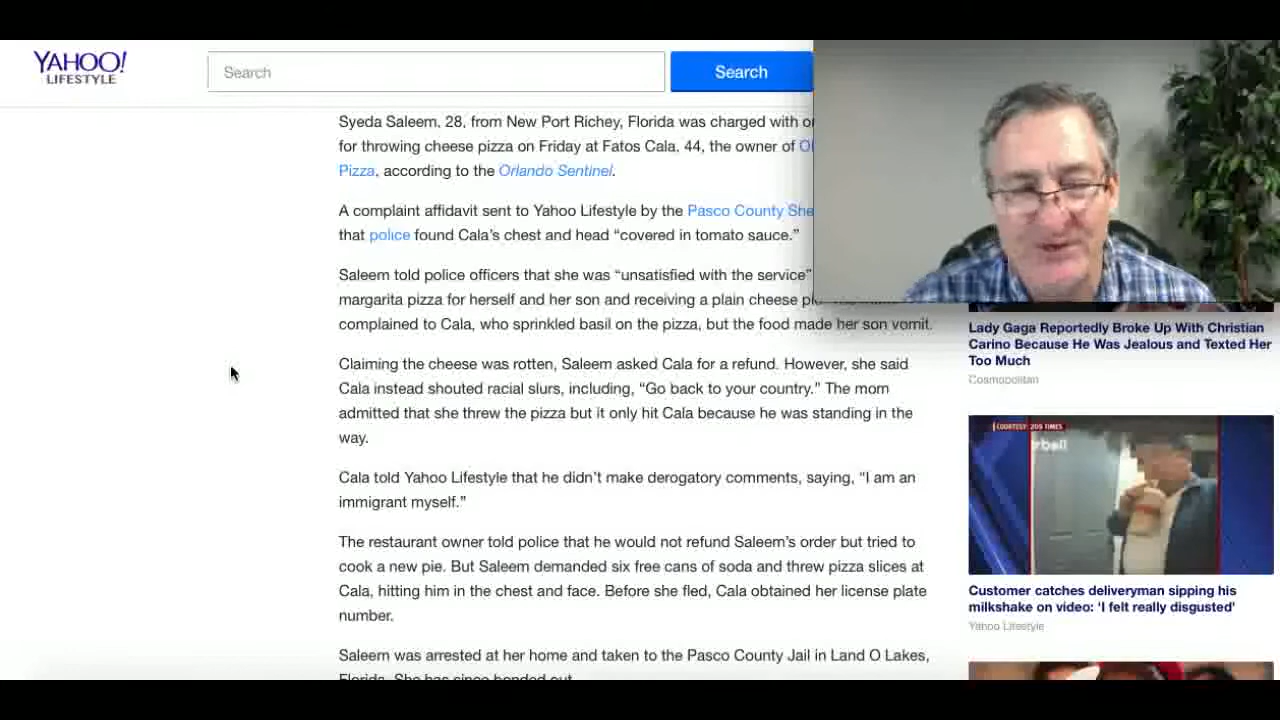 YAHOO!
LIFESTYLE
Search
Search
Syeda Saleem, 28, from New Port Richey, Florida was charged with
for throwing cheese pizza on Friday at Fatos Cala, 44, the owner of
Pizza, according to the Orlando Sentinel.
A complaint affidavit sent to Yahoo Lifestyle by the Pasco County She
that police found Cala's chest and head “covered in tomato sauce.”
Saleem told police officers that she was “unsatisfied with the service”
margarita pizza for herself and her son and receiving a plain cheese
complained to Cala, who sprinkled basil on the pizza, but the food made her son vomit.
Claiming the cheese was rotten, Saleem asked Cala for a refund. However, she said
Cala instead shouted racial slurs, including, “Go back to your country.” The mom
admitted that she threw the pizza but it only hit Cala because he was standing in the
way.
Cala told Yahoo Lifestyle that he didn't make derogatory comments, saying, “I am an
immigrant myself.”
The restaurant owner told police that he would not refund Saleem's order but tried to
cook a new pie. But Saleem demanded six free cans of soda and threw pizza slices at
Cala, hitting him in the chest and face. Before she fled, Cala obtained her license plate
number.
Saleem was arrested at her home and taken to the Pasco County Jail in Land O Lakes,
Florida. She has since bonded out.
Lady Gaga Reportedly Broke Up With Christian
Carino Because He Was Jealous and Texted Her
Too Much
Cosmopolitan
COURTESY: 209 TIMES
Customer catches deliveryman sipping his
milkshake on video: 'I felt really disgusted'
Yahoo Lifestyle